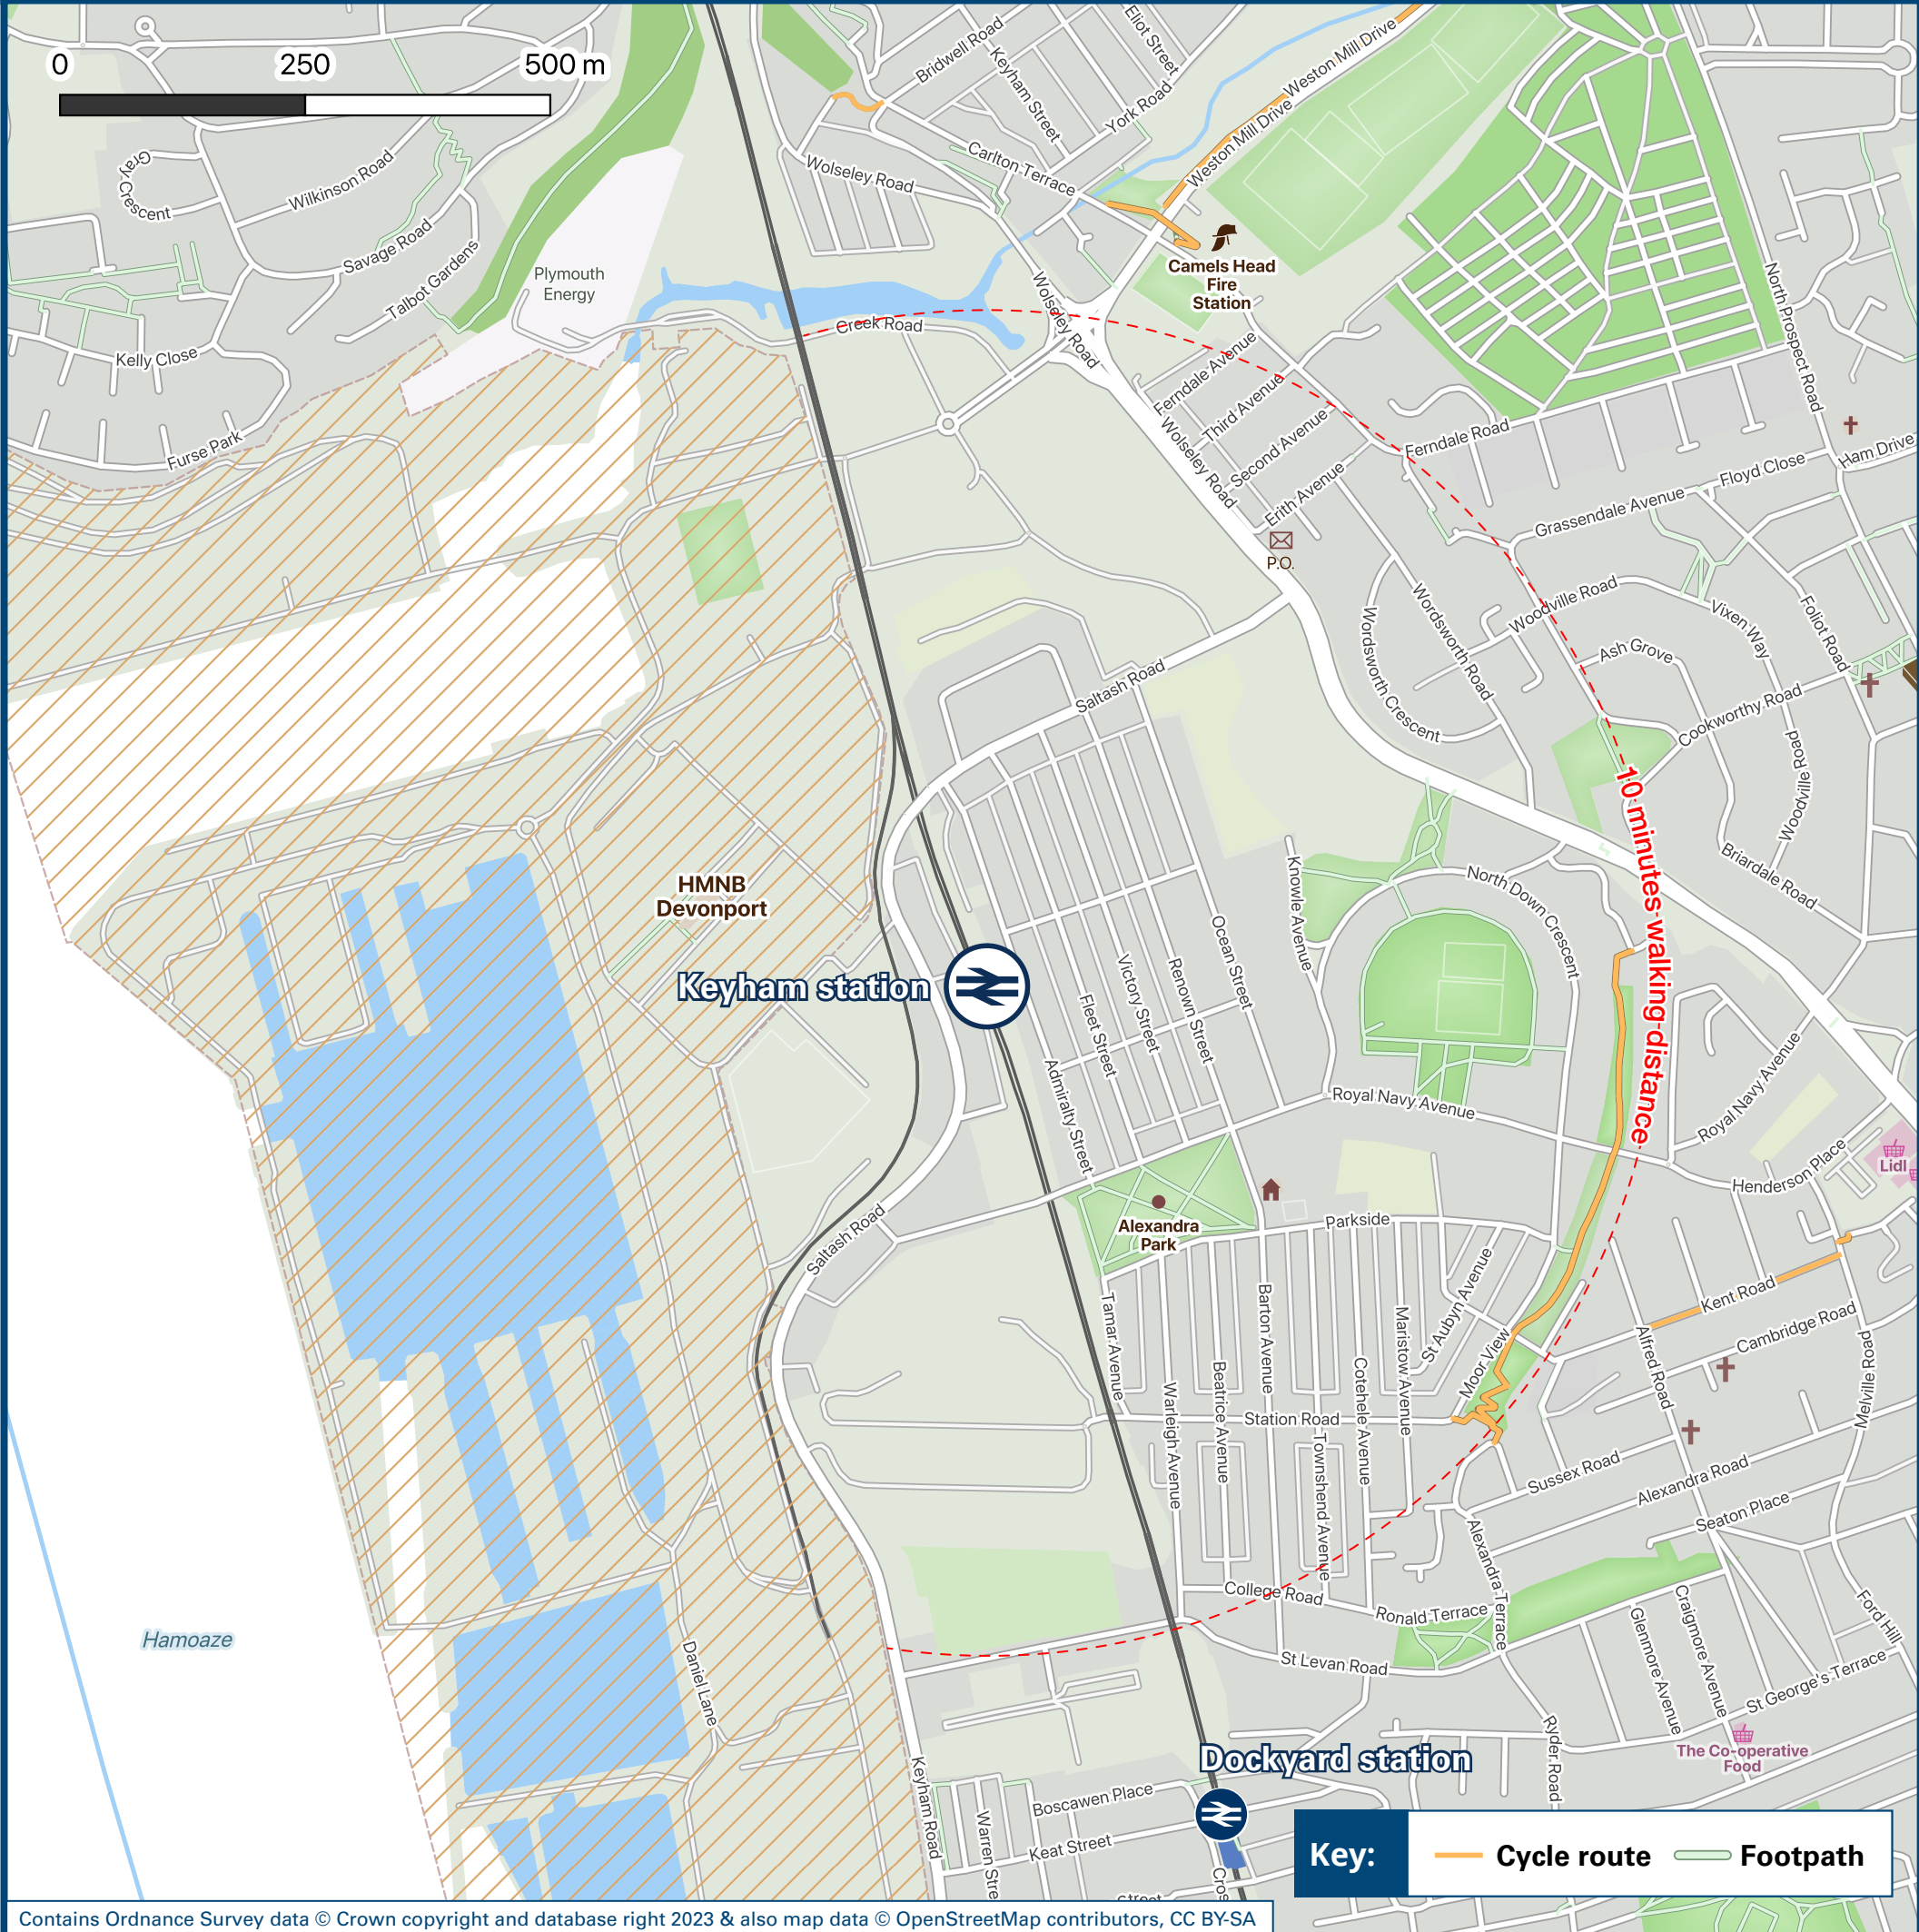 0 250 500 m
Bridwell Road
Keyham Street
Eliot Street
York Road
Weston Mill Drive
Weston Mill Drive
Carlton Terrace
Wolseley Road
Gray Crescent
Wilkinson Road
Savage Road
Talbot Gardens
Plymouth
Energy
Kelly Close
Furse Park
Creek Road
Wolseley Road
Camels Head
Fire
Station
North Prospect Road
Ferndale Avenue
Third Avenue
Second Avenue
Erith Avenue
Wolseley Road
Ferndale Road
Floyd Close
Ham Drive
Grassendale Avenue
P.O.
Woodville Road
Wordsworth Road
Wordsworth Crescent
Vixen Way
Foliot Road
Ash Grove
Cookworthy Road
Woodville Road
Briardale Road
Saltash Road
10 minutes walking distance
HMNB
Devonport
Keyham station
Knowle Avenue
North Down Crescent
Ocean Street
Renown Street
Victory Street
Fleet Street
Admiralty Street
Royal Navy Avenue
Royal Navy Avenue
Henderson Place
Lidl
Alexandra
Park
Parkside
Saltash Road
Tamar Avenue
Barton Avenue
Maristow Avenue
St Aubyn Avenue
Moor View
Kent Road
Cambridge Road
Alfred Road
Melville Road
Warleigh Avenue
Beatrice Avenue
Cotehele Avenue
Station Road
Townshend Avenue
Sussex Road
Alexandra Road
Seaton Place
Alexandra Terrace
College Road
Ronald Terrace
St Levan Road
Glenmore Avenue
Craigmore Avenue
Ford Hill
St George's Terrace
Hamoaze
Daniel Lane
Ryder Road
The Co-operative
Food
Dockyard station
Keyham Road
Boscawen Place
Keat Street
Warren Stre
Cros
Street
Key: Cycle route Footpath
Contains Ordnance Survey data © Crown copyright and database right 2023 & also map data © OpenStreetMap contributors, CC BY-SA